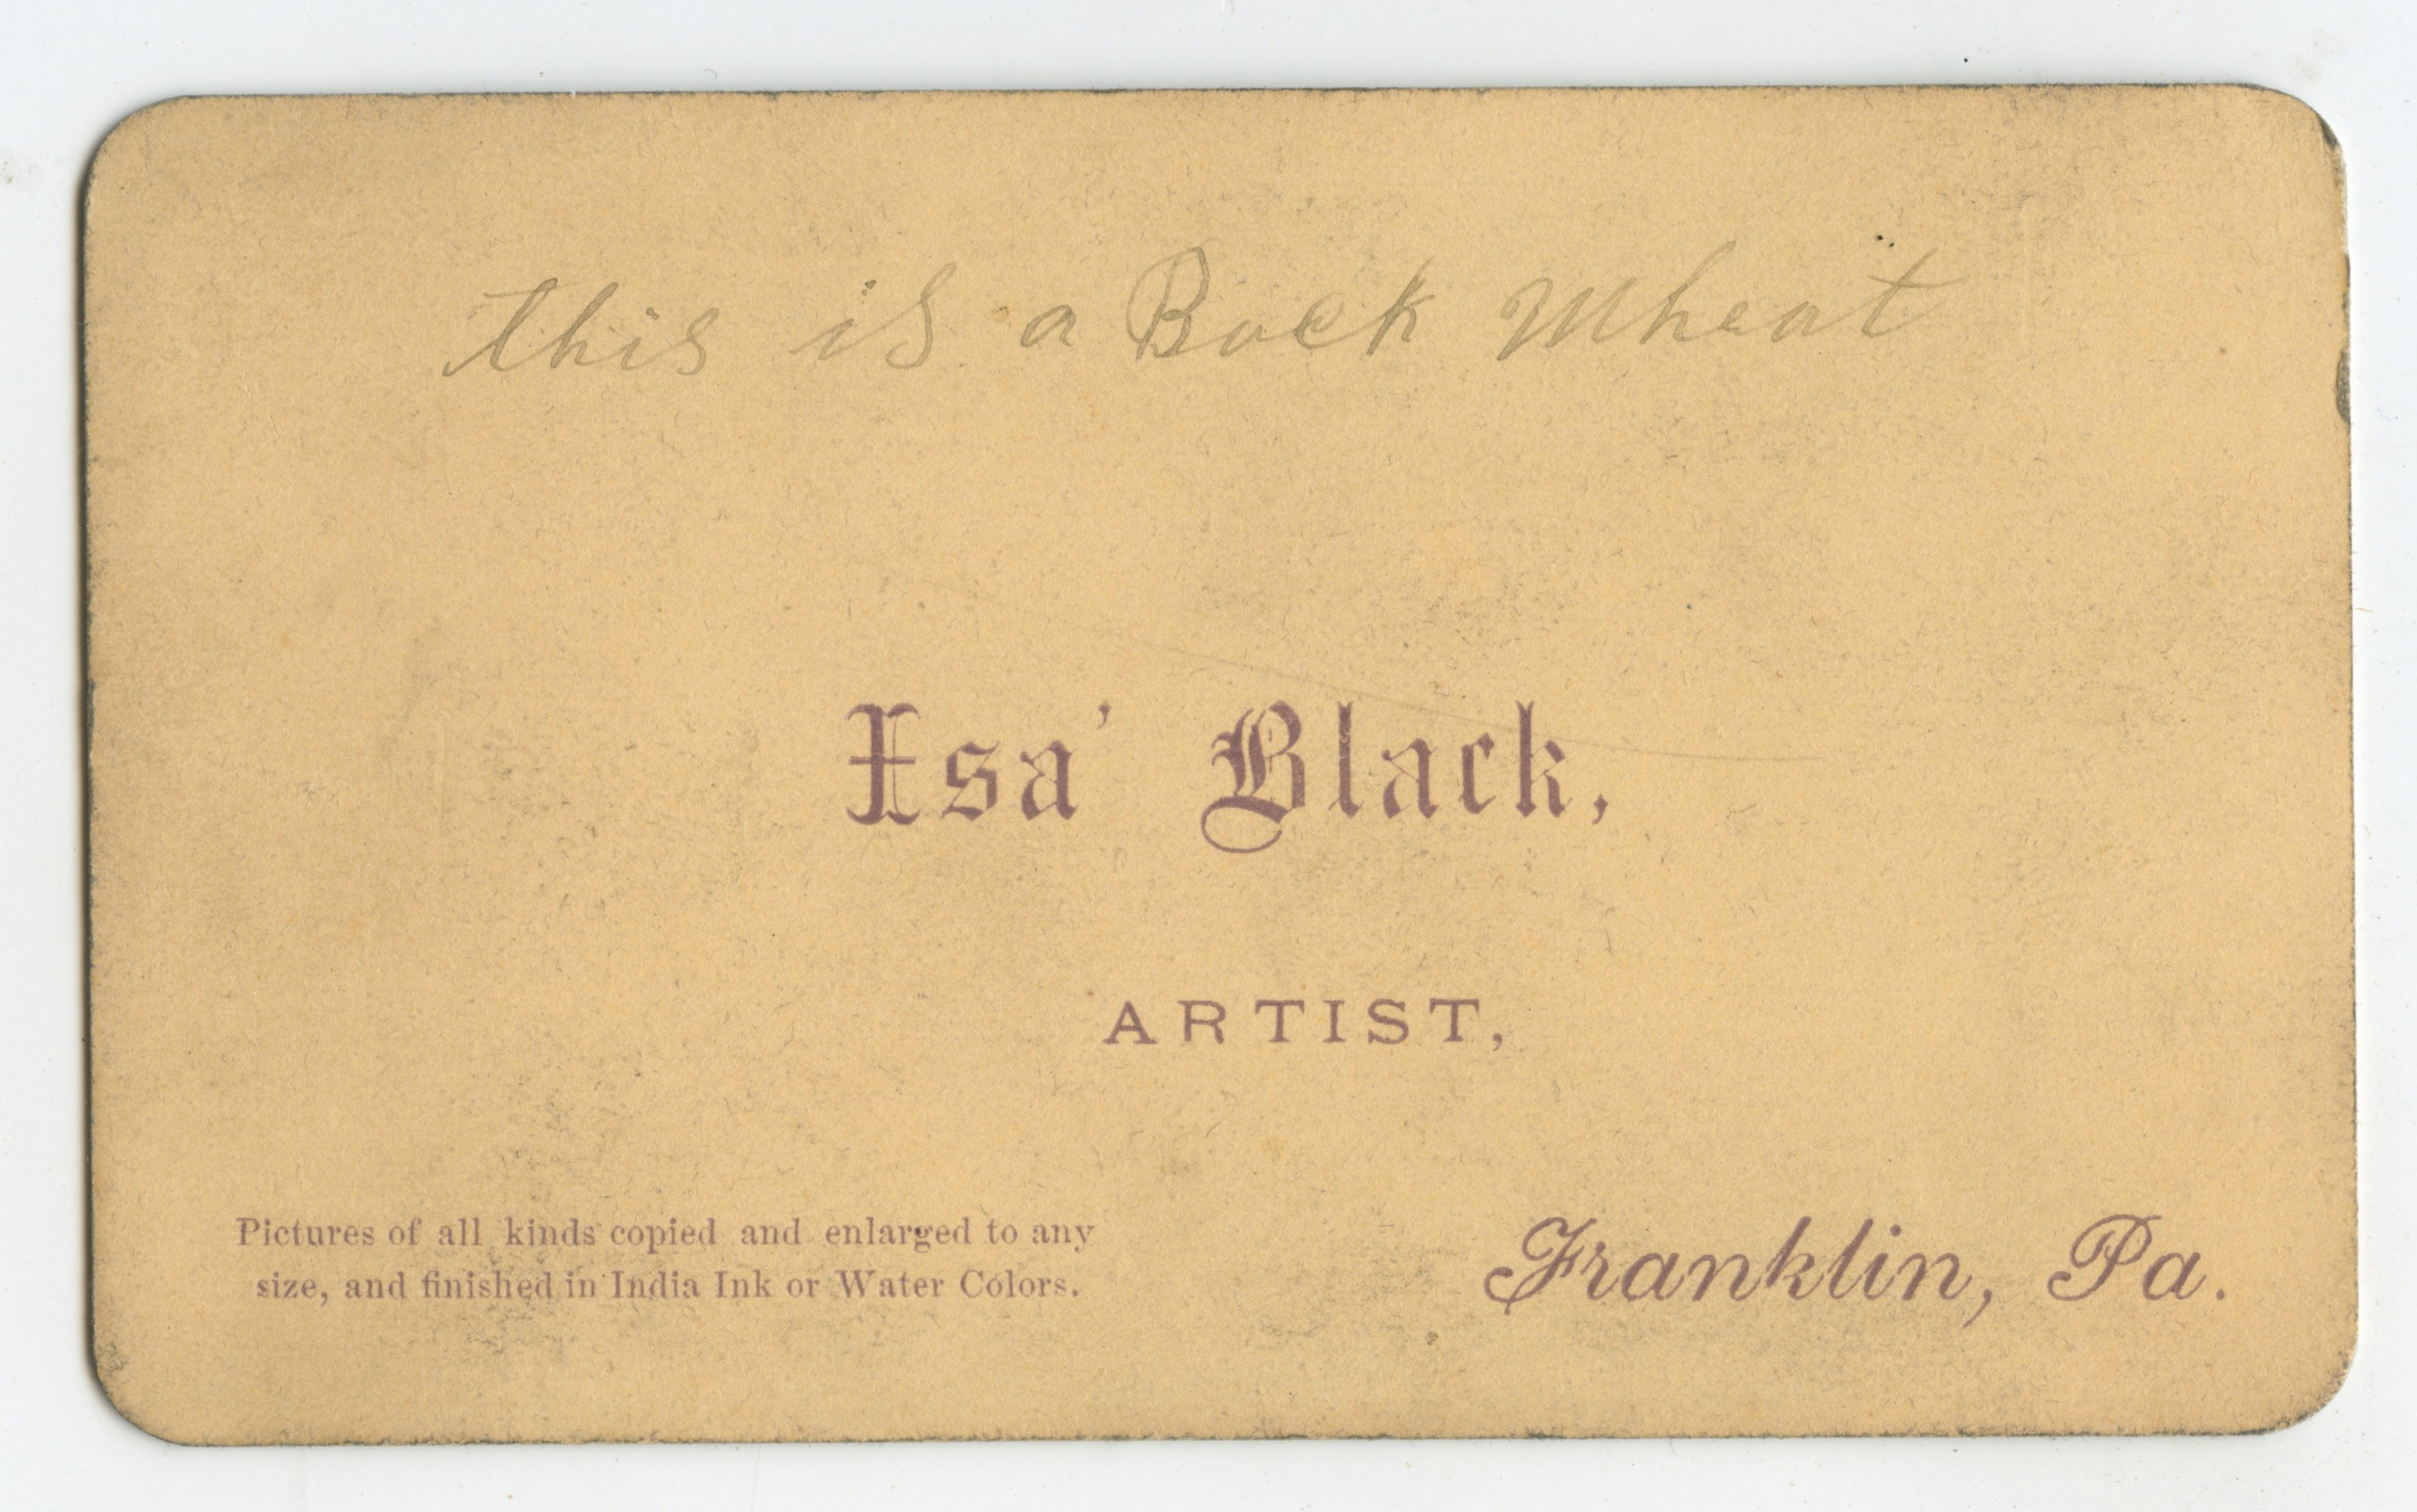 this is a Buck Wheat
Isa' Black,
ARTIST,
Pictures of all kinds copied and enlarged to any
size, and finished in India Ink or Water Colors.
Franklin, Pa.